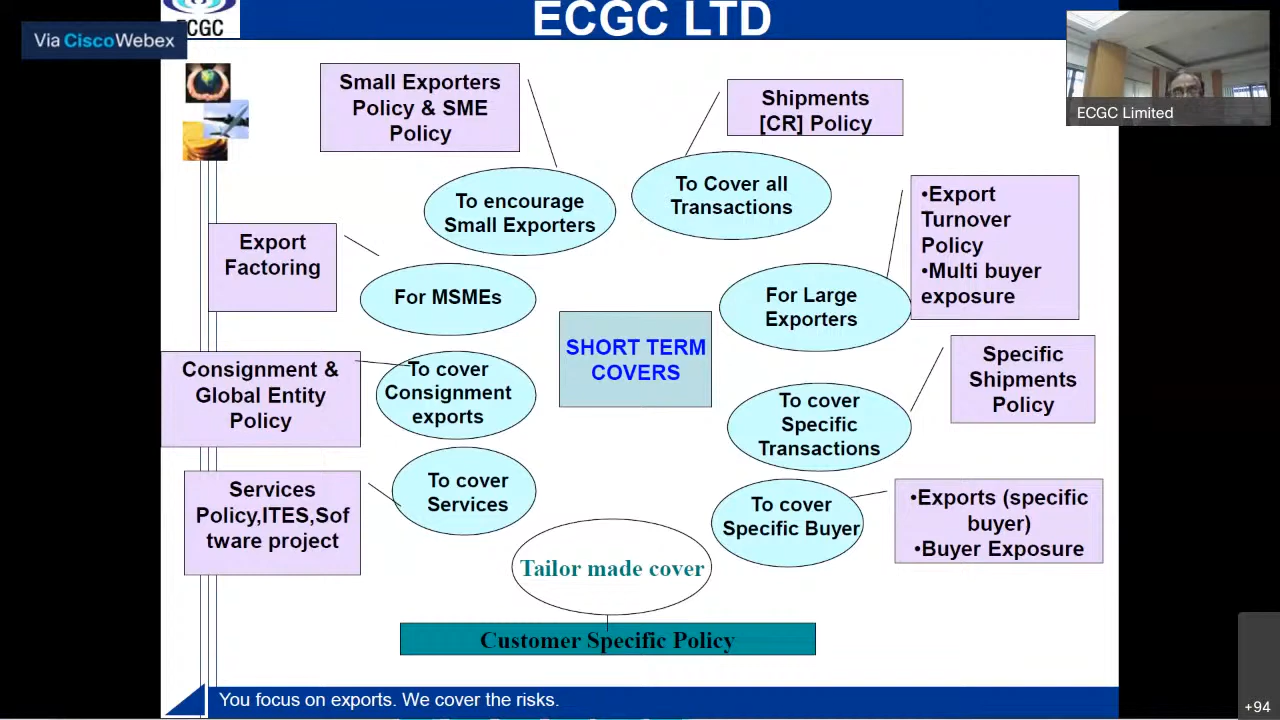 ECGC LTD
ECGC
Via Cisco Webex
ECGC Limited
Small Exporters
Policy & SME
Policy
Shipments
[CR] Policy
To encourage
Small Exporters
To Cover all
Transactions
•Export
Turnover
Policy
•Multi buyer
exposure
Export
Factoring
For MSMEs
For Large
Exporters
SHORT TERM
COVERS
Consignment &
Global Entity
Policy
To cover
Consignment
exports
Specific
Shipments
Policy
To cover
Specific
Transactions
Services
Policy,ITES,Sof
tware project
To cover
Services
To cover
Specific Buyer
•Exports (specific
buyer)
•Buyer Exposure
Tailor made cover
Customer Specific Policy
You focus on exports. We cover the risks.
+94